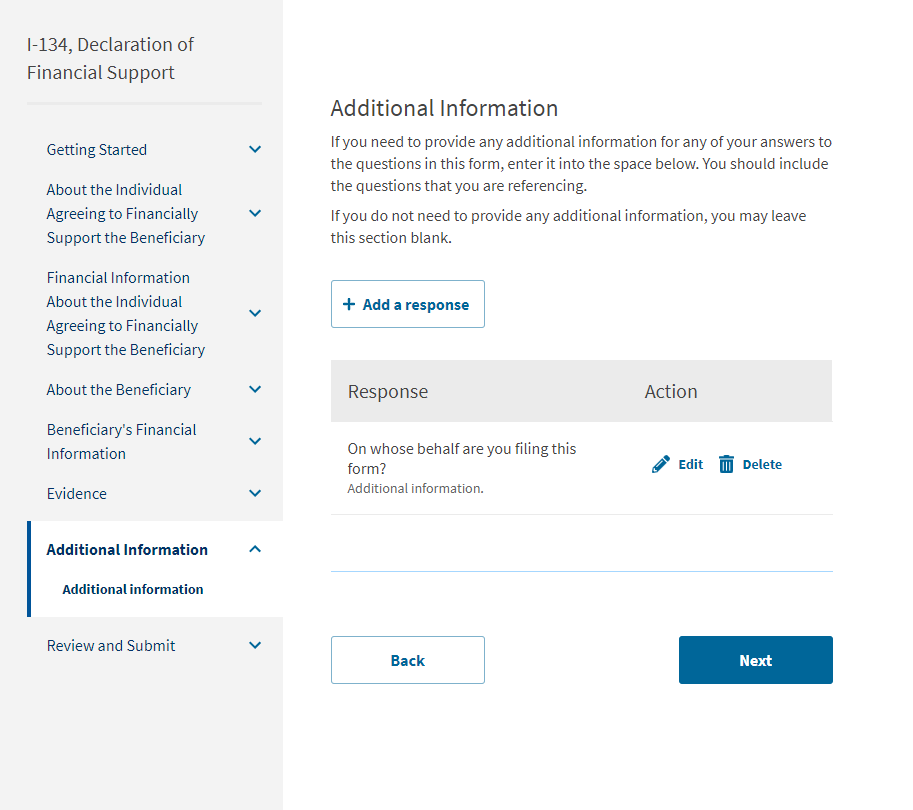 I-134, Declaration of
Financial Support
Getting Started
About the Individual
Agreeing to Financially
Support the Beneficiary
Financial Information
About the Individual
Agreeing to Financially
Support the Beneficiary
About the Beneficiary
Beneficiary's Financial
Information
Evidence
Additional Information
Additional information
Review and Submit
Additional Information
If you need to provide any additional information for any of your answers to
the questions in this form, enter it into the space below. You should include
the questions that you are referencing.
If you do not need to provide any additional information, you may leave
this section blank.
+ Add a response
Response Action
On whose behalf are you filing this
form?
Additional information.
Edit Delete
Back Next